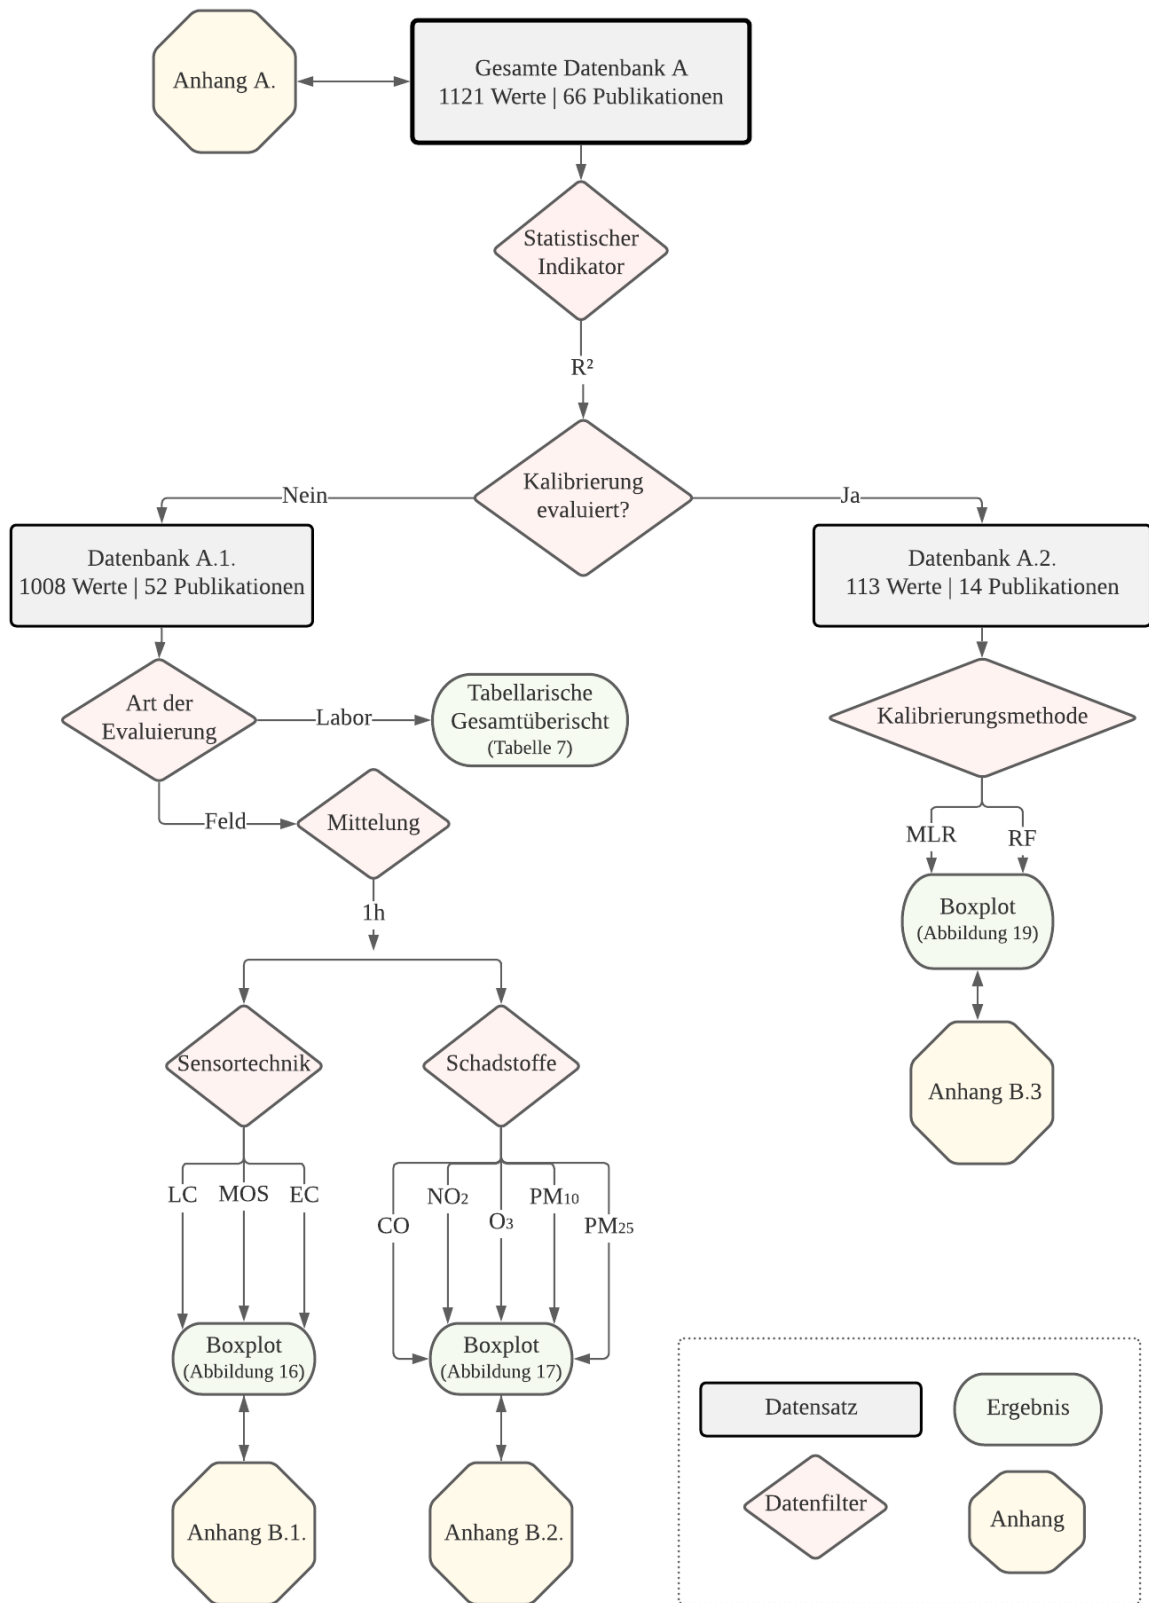 Anhang A.
Gesamte Datenbank A
1121 Werte | 66 Publikationen
Statistischer
Indikator
R²
Kalibrierung
evaluiert?
Nein
Ja
Datenbank A.1.
1008 Werte | 52 Publikationen
Datenbank A.2.
113 Werte | 14 Publikationen
Art der
Evaluierung
Labor
Tabellarische
Gesamtüberischt
(Tabelle 7)
Kalibrierungsmethode
Feld
Mittelung
MLR
RF
1h
Boxplot
(Abbildung 19)
Sensortechnik
Schadstoffe
Anhang B.3
LC
MOS
EC
CO
NO₂
O₃
PM₁₀
PM₂₅
Boxplot
(Abbildung 16)
Boxplot
(Abbildung 17)
Anhang B.1.
Anhang B.2.
Datensatz
Ergebnis
Datenfilter
Anhang